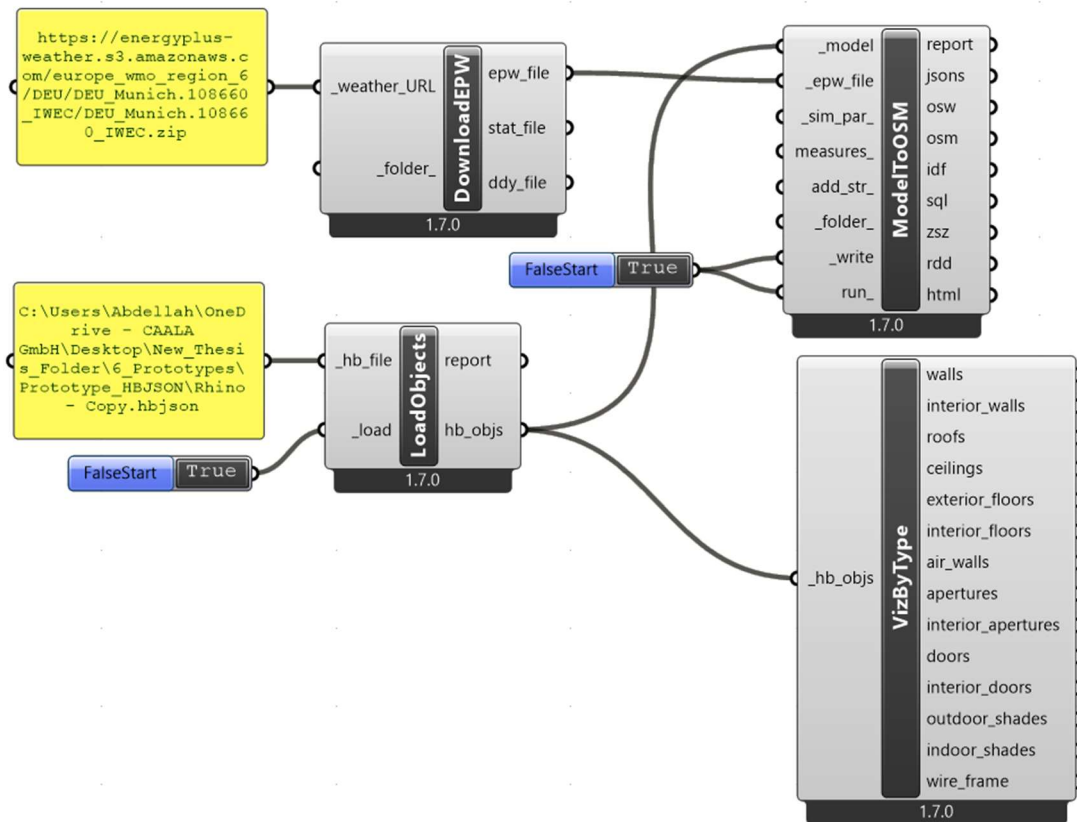 https://energyplus-
weather.s3.amazonaws.c
om/europe_wmo_region_6
/DEU/DEU_Munich.108660
_IWEC/DEU_Munich.10866
0_IWEC.zip
_weather_URL
_folder_
DownloadEPW
epw_file
stat_file
ddy_file
1.7.0
_model
_epw_file
_sim_par_
measures_
add_str_
_folder_
_write
run_
ModelToOSM
report
jsons
osw
osm
idf
sql
zsz
rdd
html
1.7.0
FalseStart True
C:\Users\Abdellah\OneD
rive - CAALA
GmbH\Desktop\New_Thesi
s_Folder\6_Prototypes\
Prototype_HBJSON\Rhino
- Copy.hbjson
FalseStart True
_hb_file
_load
LoadObjects
report
hb_objs
1.7.0
_hb_objs
VizByType
walls
interior_walls
roofs
ceilings
exterior_floors
interior_floors
air_walls
apertures
interior_apertures
doors
interior_doors
outdoor_shades
indoor_shades
wire_frame
1.7.0